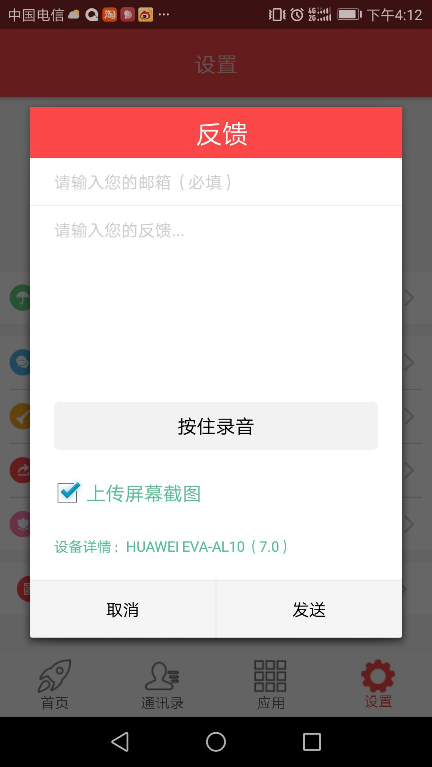 中国电信 ··· 下午4:12
设置
反馈
请输入您的邮箱（必填）
请输入您的反馈...
按住录音
上传屏幕截图
设备详情：HUAWEI EVA-AL10（7.0）
取消 发送
首页 通讯录 应用 设置